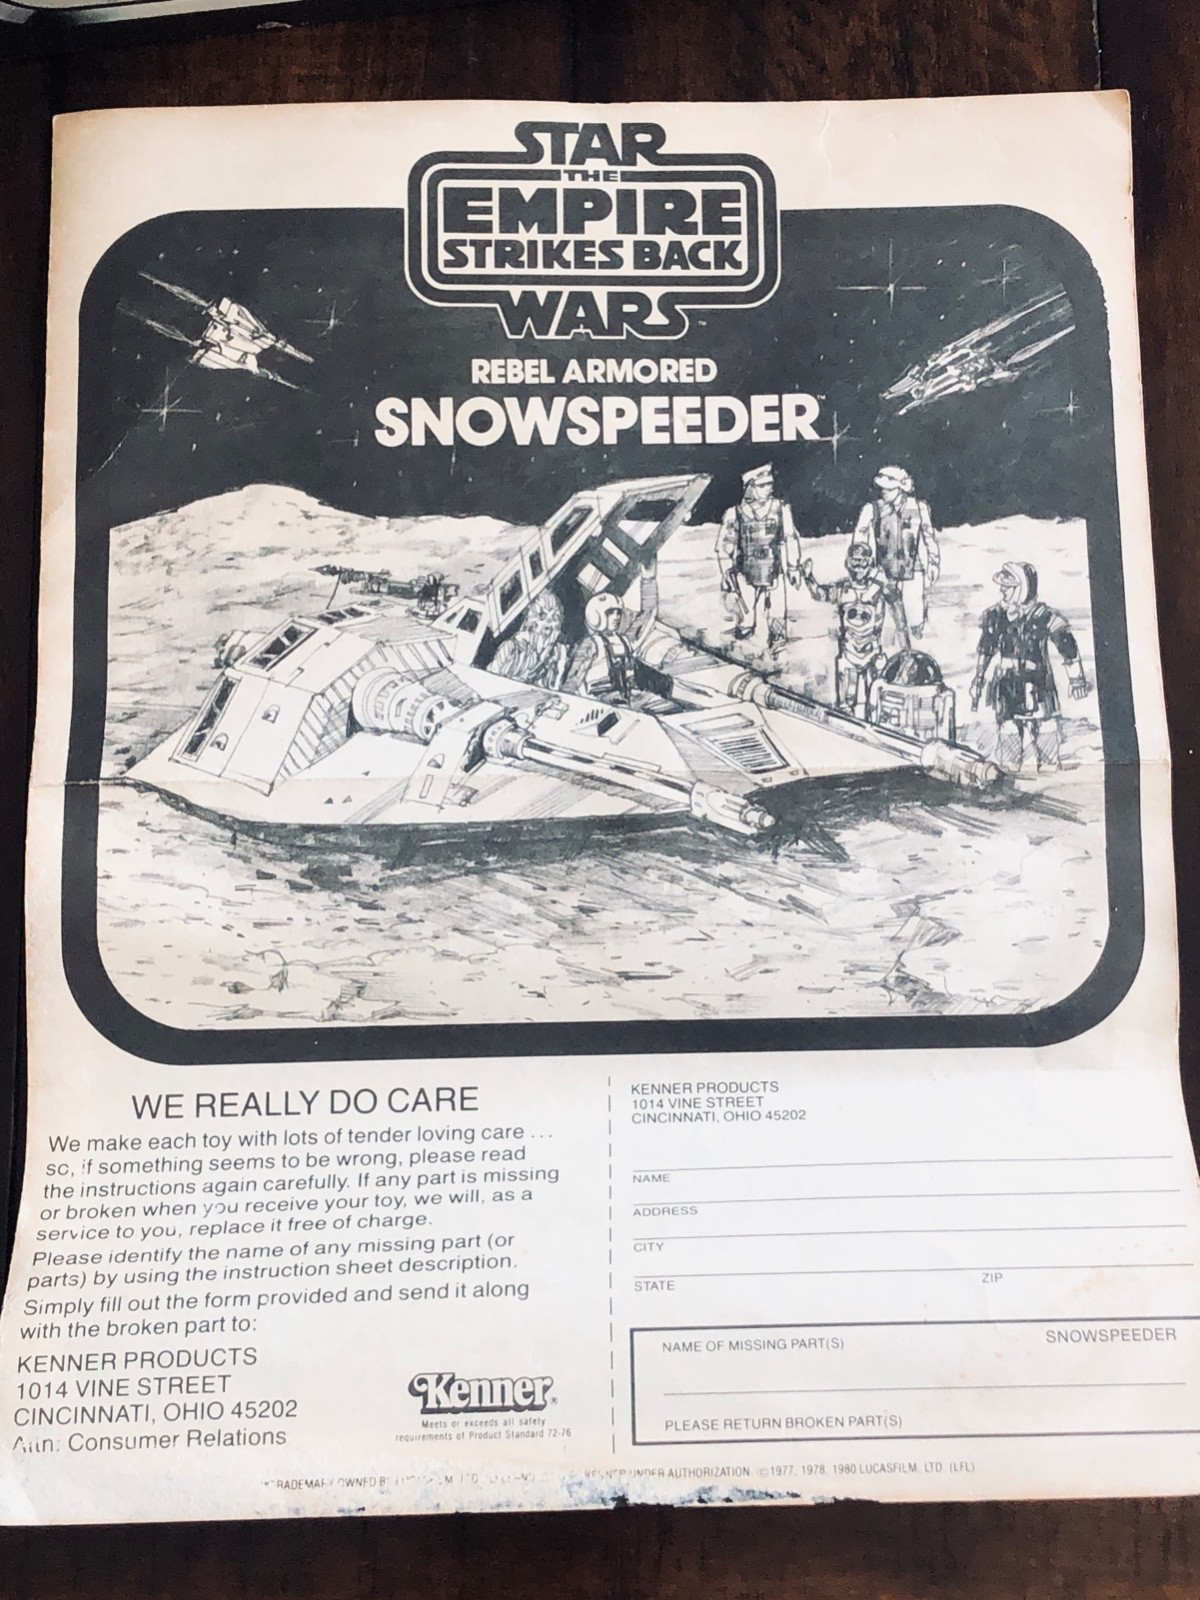 STAR
THE
EMPIRE
STRIKES BACK
WARS™
REBEL ARMORED
SNOWSPEEDER™
WE REALLY DO CARE
We make each toy with lots of tender loving care ...
so, if something seems to be wrong, please read
the instructions again carefully. If any part is missing
or broken when you receive your toy, we will, as a
service to you, replace it free of charge.
Please identify the name of any missing part (or
parts) by using the instruction sheet description.
Simply fill out the form provided and send it along
with the broken part to:
KENNER PRODUCTS
1014 VINE STREET
CINCINNATI, OHIO 45202
Attn: Consumer Relations
Kenner®
Meets or exceeds all safety
requirements of Product Standard 72-76
KENNER PRODUCTS
1014 VINE STREET
CINCINNATI, OHIO 45202
NAME
ADDRESS
CITY
STATE ZIP
NAME OF MISSING PART(S) SNOWSPEEDER
PLEASE RETURN BROKEN PART(S)
TRADEMARK OWNED BY KENNER UNDER AUTHORIZATION. ©1977, 1978, 1980 LUCASFILM, LTD. (LFL)